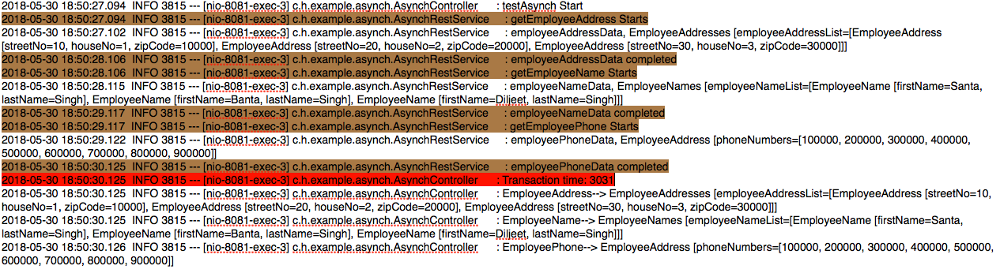 2018-05-30 18:50:27.094  INFO 3815 --- [nio-8081-exec-3] c.h.example.asynch.AsynchController      : testAsynch Start
2018-05-30 18:50:27.094  INFO 3815 --- [nio-8081-exec-3] c.h.example.asynch.AsynchRestService     : getEmployeeAddress Starts
2018-05-30 18:50:27.102  INFO 3815 --- [nio-8081-exec-3] c.h.example.asynch.AsynchRestService     : employeeAddressData, EmployeeAddresses [employeeAddressList=[EmployeeAddress
[streetNo=10, houseNo=1, zipCode=10000], EmployeeAddress [streetNo=20, houseNo=2, zipCode=20000], EmployeeAddress [streetNo=30, houseNo=3, zipCode=30000]]]
2018-05-30 18:50:28.106  INFO 3815 --- [nio-8081-exec-3] c.h.example.asynch.AsynchRestService     : employeeAddressData completed
2018-05-30 18:50:28.106  INFO 3815 --- [nio-8081-exec-3] c.h.example.asynch.AsynchRestService     : getEmployeeName Starts
2018-05-30 18:50:28.115  INFO 3815 --- [nio-8081-exec-3] c.h.example.asynch.AsynchRestService     : employeeNameData, EmployeeNames [employeeNameList=[EmployeeName [firstName=Santa,
lastName=Singh], EmployeeName [firstName=Banta, lastName=Singh], EmployeeName [firstName=Diljeet, lastName=Singh]]]
2018-05-30 18:50:29.117  INFO 3815 --- [nio-8081-exec-3] c.h.example.asynch.AsynchRestService     : employeeNameData completed
2018-05-30 18:50:29.117  INFO 3815 --- [nio-8081-exec-3] c.h.example.asynch.AsynchRestService     : getEmployeePhone Starts
2018-05-30 18:50:29.122  INFO 3815 --- [nio-8081-exec-3] c.h.example.asynch.AsynchRestService     : employeePhoneData, EmployeeAddress [phoneNumbers=[100000, 200000, 300000, 400000,
500000, 600000, 700000, 800000, 900000]]
2018-05-30 18:50:30.125  INFO 3815 --- [nio-8081-exec-3] c.h.example.asynch.AsynchRestService     : employeePhoneData completed
2018-05-30 18:50:30.125  INFO 3815 --- [nio-8081-exec-3] c.h.example.asynch.AsynchController      : Transaction time: 3031
2018-05-30 18:50:30.125  INFO 3815 --- [nio-8081-exec-3] c.h.example.asynch.AsynchController      : EmployeeAddress--> EmployeeAddresses [employeeAddressList=[EmployeeAddress [streetNo=10,
houseNo=1, zipCode=10000], EmployeeAddress [streetNo=20, houseNo=2, zipCode=20000], EmployeeAddress [streetNo=30, houseNo=3, zipCode=30000]]]
2018-05-30 18:50:30.125  INFO 3815 --- [nio-8081-exec-3] c.h.example.asynch.AsynchController      : EmployeeName--> EmployeeNames [employeeNameList=[EmployeeName [firstName=Santa,
lastName=Singh], EmployeeName [firstName=Banta, lastName=Singh], EmployeeName [firstName=Diljeet, lastName=Singh]]]
2018-05-30 18:50:30.126  INFO 3815 --- [nio-8081-exec-3] c.h.example.asynch.AsynchController      : EmployeePhone--> EmployeeAddress [phoneNumbers=[100000, 200000, 300000, 400000, 500000,
600000, 700000, 800000, 900000]]